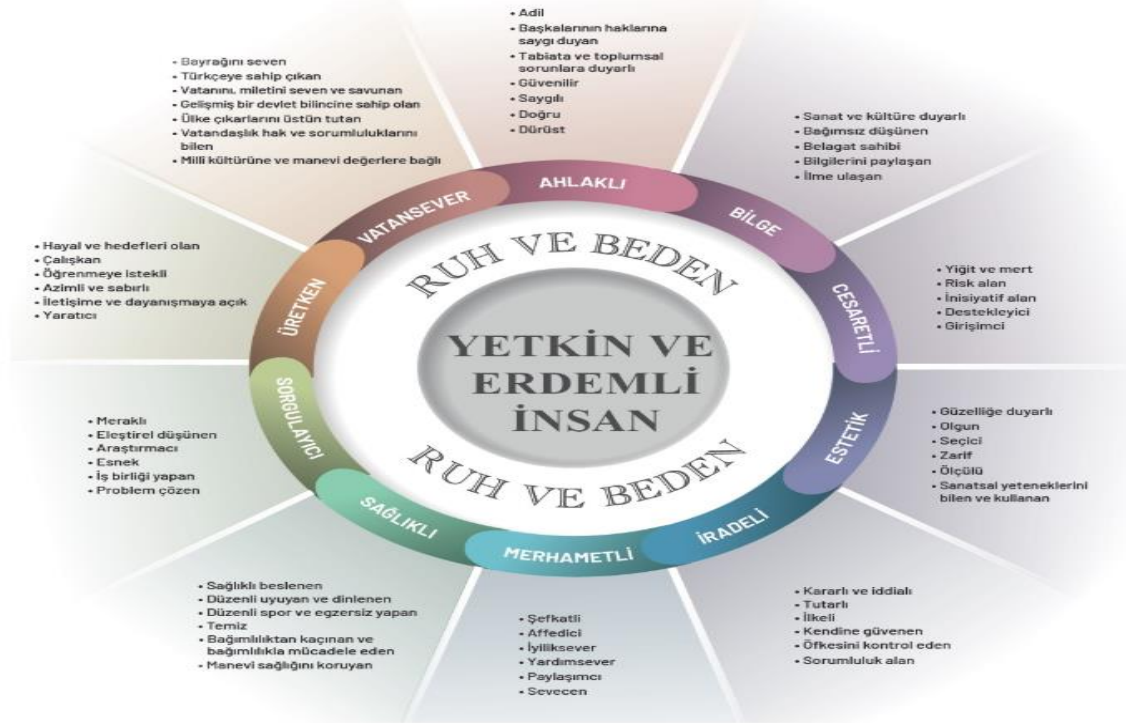 • Adil
• Başkalarının haklarına
saygı duyan
• Tabiata ve toplumsal
sorunlara duyarlı
• Güvenilir
• Saygılı
• Doğru
• Dürüst
AHLAKLI
• Sanat ve kültüre duyarlı
• Bağımsız düşünen
• Belagat sahibi
• Bilgilerini paylaşan
• İlme ulaşan
BİLGE
• Yiğit ve mert
• Risk alan
• İnisiyatif alan
• Destekleyici
• Girişimci
CESARETLİ
• Güzelliğe duyarlı
• Olgun
• Seçici
• Zarif
• Ölçülü
• Sanatsal yeteneklerini
bilen ve kullanan
ESTETİK
• Kararlı ve iddialı
• Tutarlı
• İlkeli
• Kendine güvenen
• Öfkesini kontrol eden
• Sorumluluk alan
İRADELİ
• Şefkatli
• Affedici
• İyiliksever
• Yardımsever
• Paylaşımcı
• Sevecen
MERHAMETLİ
• Sağlıklı beslenen
• Düzenli uyuyan ve dinlenen
• Düzenli spor ve egzersiz yapan
• Temiz
• Bağımlılıktan kaçınan ve
bağımlılıkla mücadele eden
• Manevi sağlığını koruyan
SAĞLIKLI
• Meraklı
• Eleştirel düşünen
• Araştırmacı
• Esnek
• İş birliği yapan
• Problem çözen
SORGULAYICI
• Hayal ve hedefleri olan
• Çalışkan
• Öğrenmeye istekli
• Azimli ve sabırlı
• İletişime ve dayanışmaya açık
• Yaratıcı
ÜRETKEN
• Bayrağını seven
• Türkçeye sahip çıkan
• Vatanını, miletini seven ve savunan
• Gelişmiş bir devlet bilincine sahip olan
• Ülke çıkarlarını üstün tutan
• Vatandaşlık hak ve sorumluluklarını
bilen
• Milli kültürüne ve manevi değerlere bağlı
VATANSEVER
RUH VE BEDEN
YETKİN VE
ERDEMLİ
İNSAN
RUH VE BEDEN